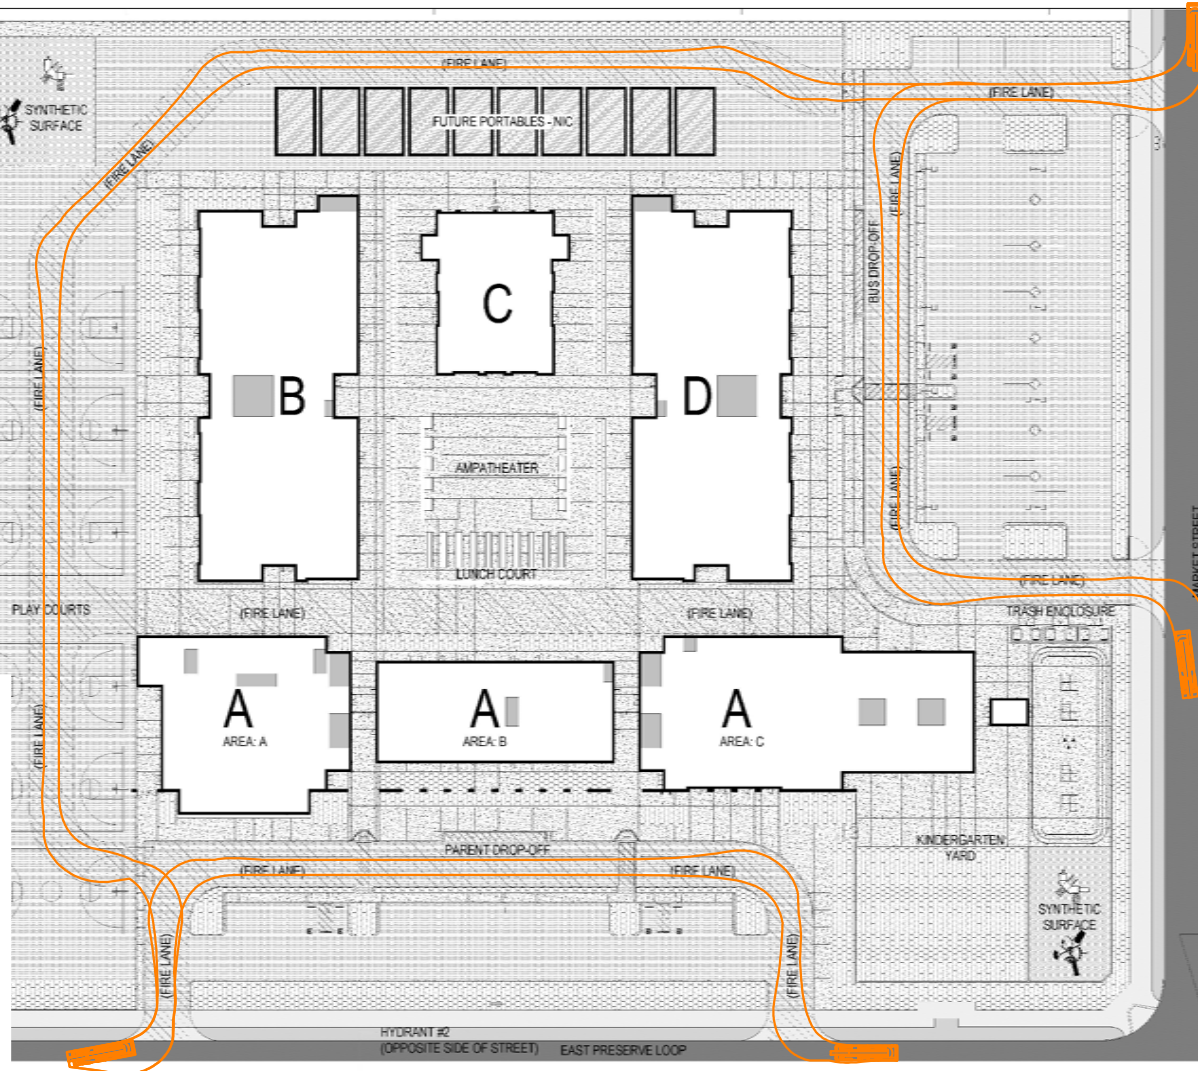 (FIRE LANE)
(FIRE LANE)
SYNTHETIC
SURFACE
FUTURE PORTABLES - NIC
(FIRE LANE)
(FIRE LANE)
BUS DROP-OFF
C
B
D
(FIRE LANE)
AMPATHEATER
(FIRE LANE)
MARKET STREET
LUNCH COURT
(FIRE LANE)
PLAY COURTS
(FIRE LANE)
(FIRE LANE)
TRASH ENCLOSURE
A
AREA: A
A
AREA: B
A
AREA: C
(FIRE LANE)
KINDERGARTEN
YARD
PARENT DROP-OFF
(FIRE LANE)
(FIRE LANE)
SYNTHETIC
SURFACE
(FIRE LANE)
(FIRE LANE)
HYDRANT #2
(OPPOSITE SIDE OF STREET)
EAST PRESERVE LOOP